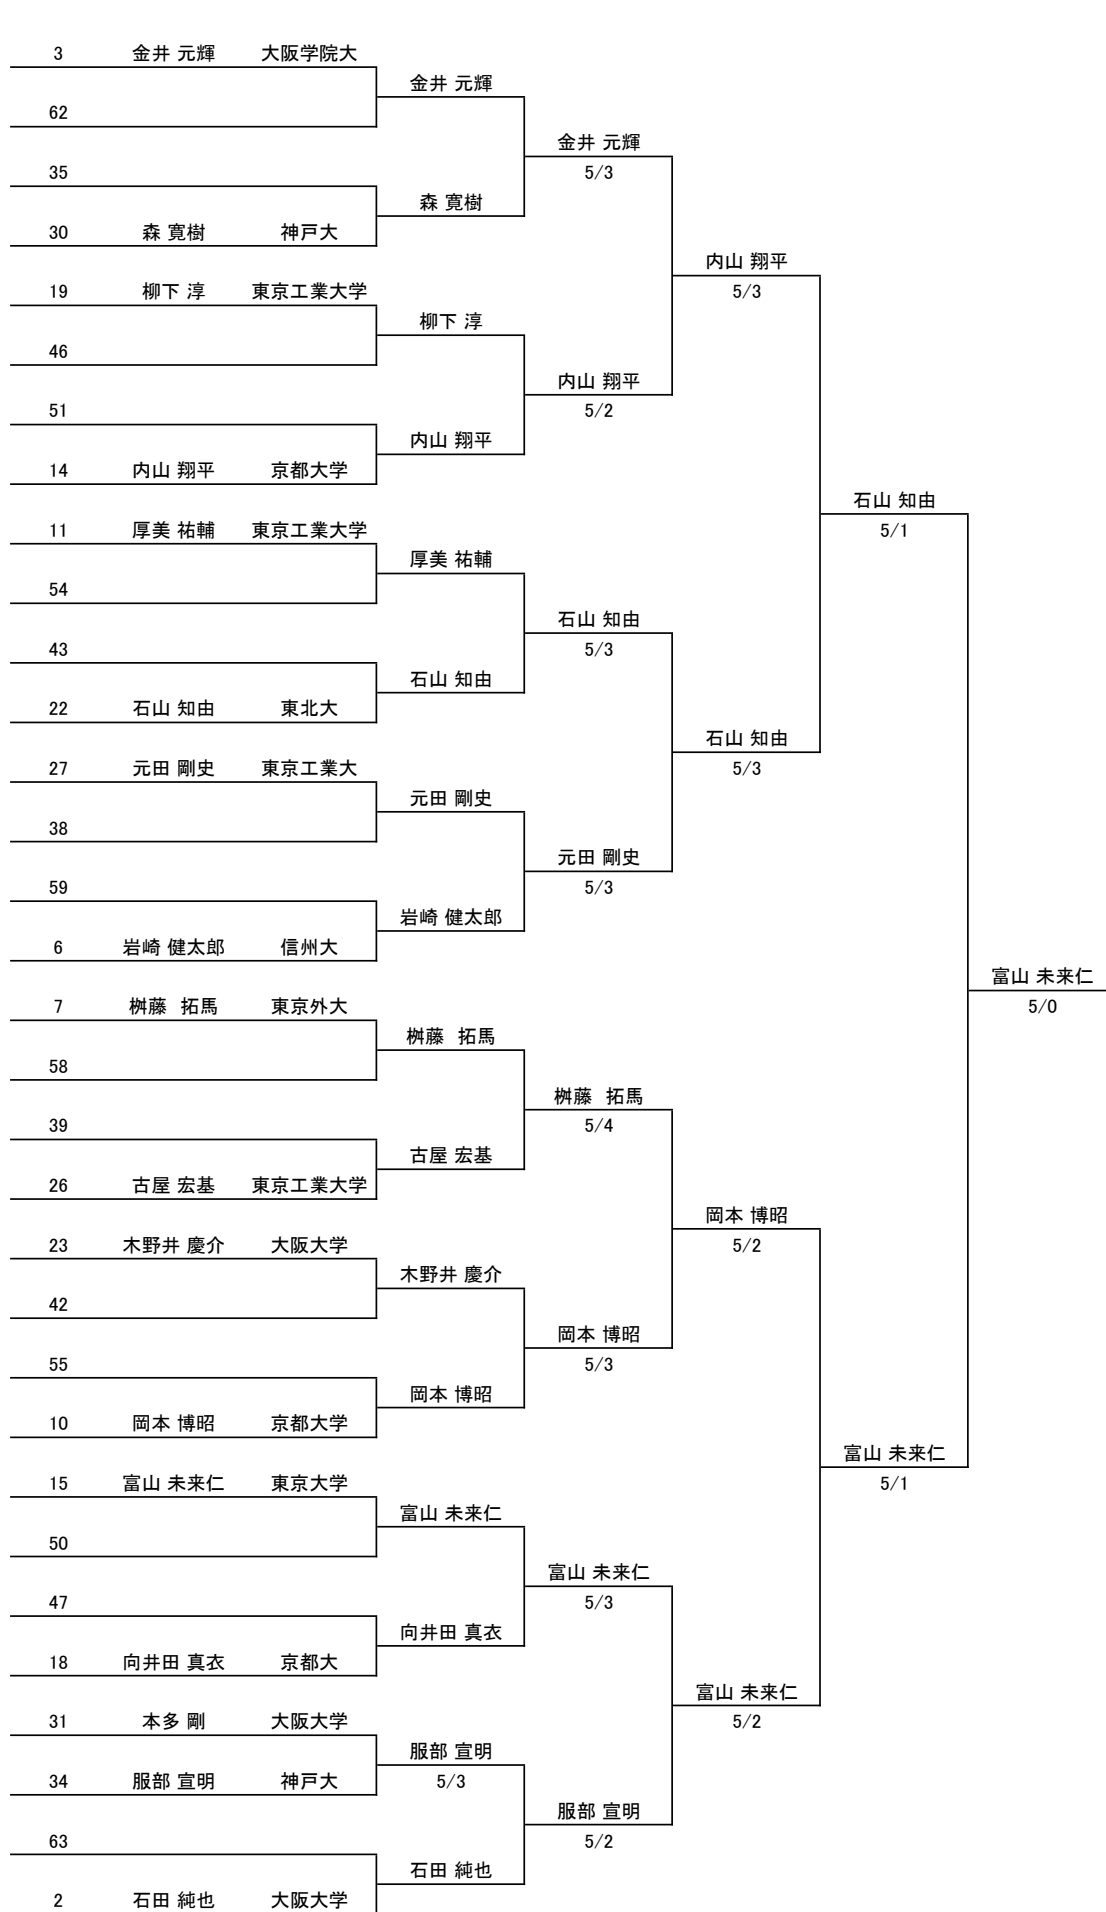 3 金井 元輝 大阪学院大
金井 元輝
62
金井 元輝
5/3
35
森 寛樹
30 森 寛樹 神戸大
内山 翔平
5/3
19 柳下 淳 東京工業大学
柳下 淳
46
内山 翔平
5/2
51
内山 翔平
14 内山 翔平 京都大学
石山 知由
5/1
11 厚美 祐輔 東京工業大学
厚美 祐輔
54
石山 知由
5/3
43
石山 知由
22 石山 知由 東北大
石山 知由
5/3
27 元田 剛史 東京工業大
元田 剛史
38
元田 剛史
5/3
59
岩崎 健太郎
6 岩崎 健太郎 信州大
富山 未来仁
5/0
7 桝藤 拓馬 東京外大
桝藤 拓馬
58
桝藤 拓馬
5/4
39
古屋 宏基
26 古屋 宏基 東京工業大学
岡本 博昭
5/2
23 木野井 慶介 大阪大学
木野井 慶介
42
岡本 博昭
5/3
55
岡本 博昭
10 岡本 博昭 京都大学
富山 未来仁
5/1
15 富山 未来仁 東京大学
富山 未来仁
50
富山 未来仁
5/3
47
向井田 真衣
18 向井田 真衣 京都大
富山 未来仁
5/2
31 本多 剛 大阪大学
服部 宣明
5/3
34 服部 宣明 神戸大
服部 宣明
5/2
63
石田 純也
2 石田 純也 大阪大学